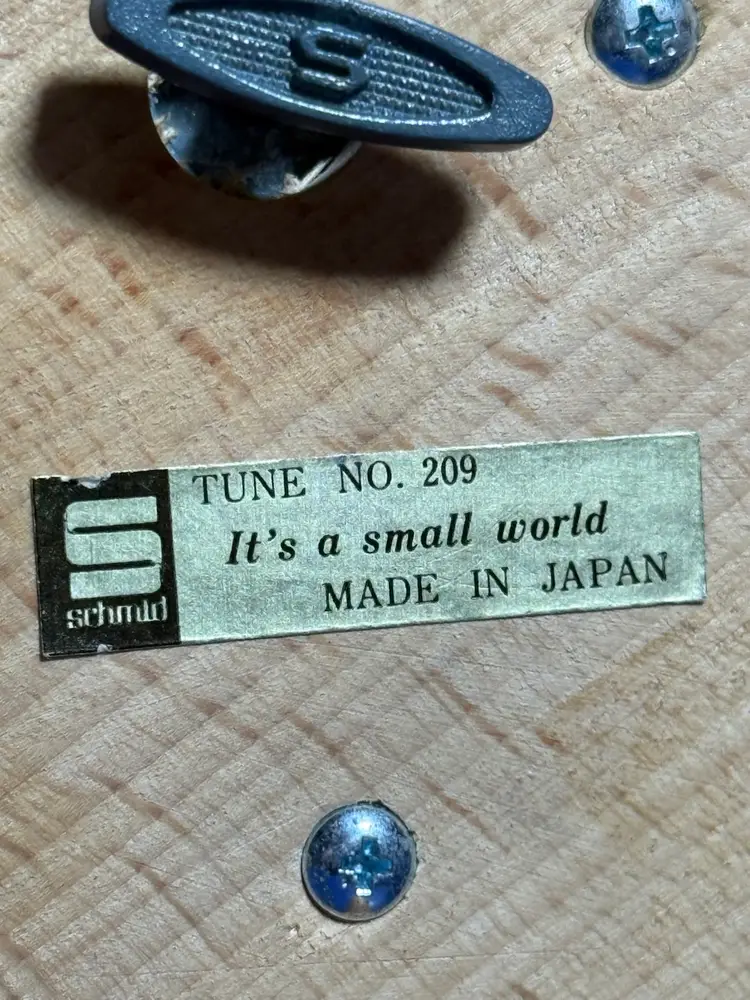 S
TUNE NO. 209
It's a small world
MADE IN JAPAN
S
schmid